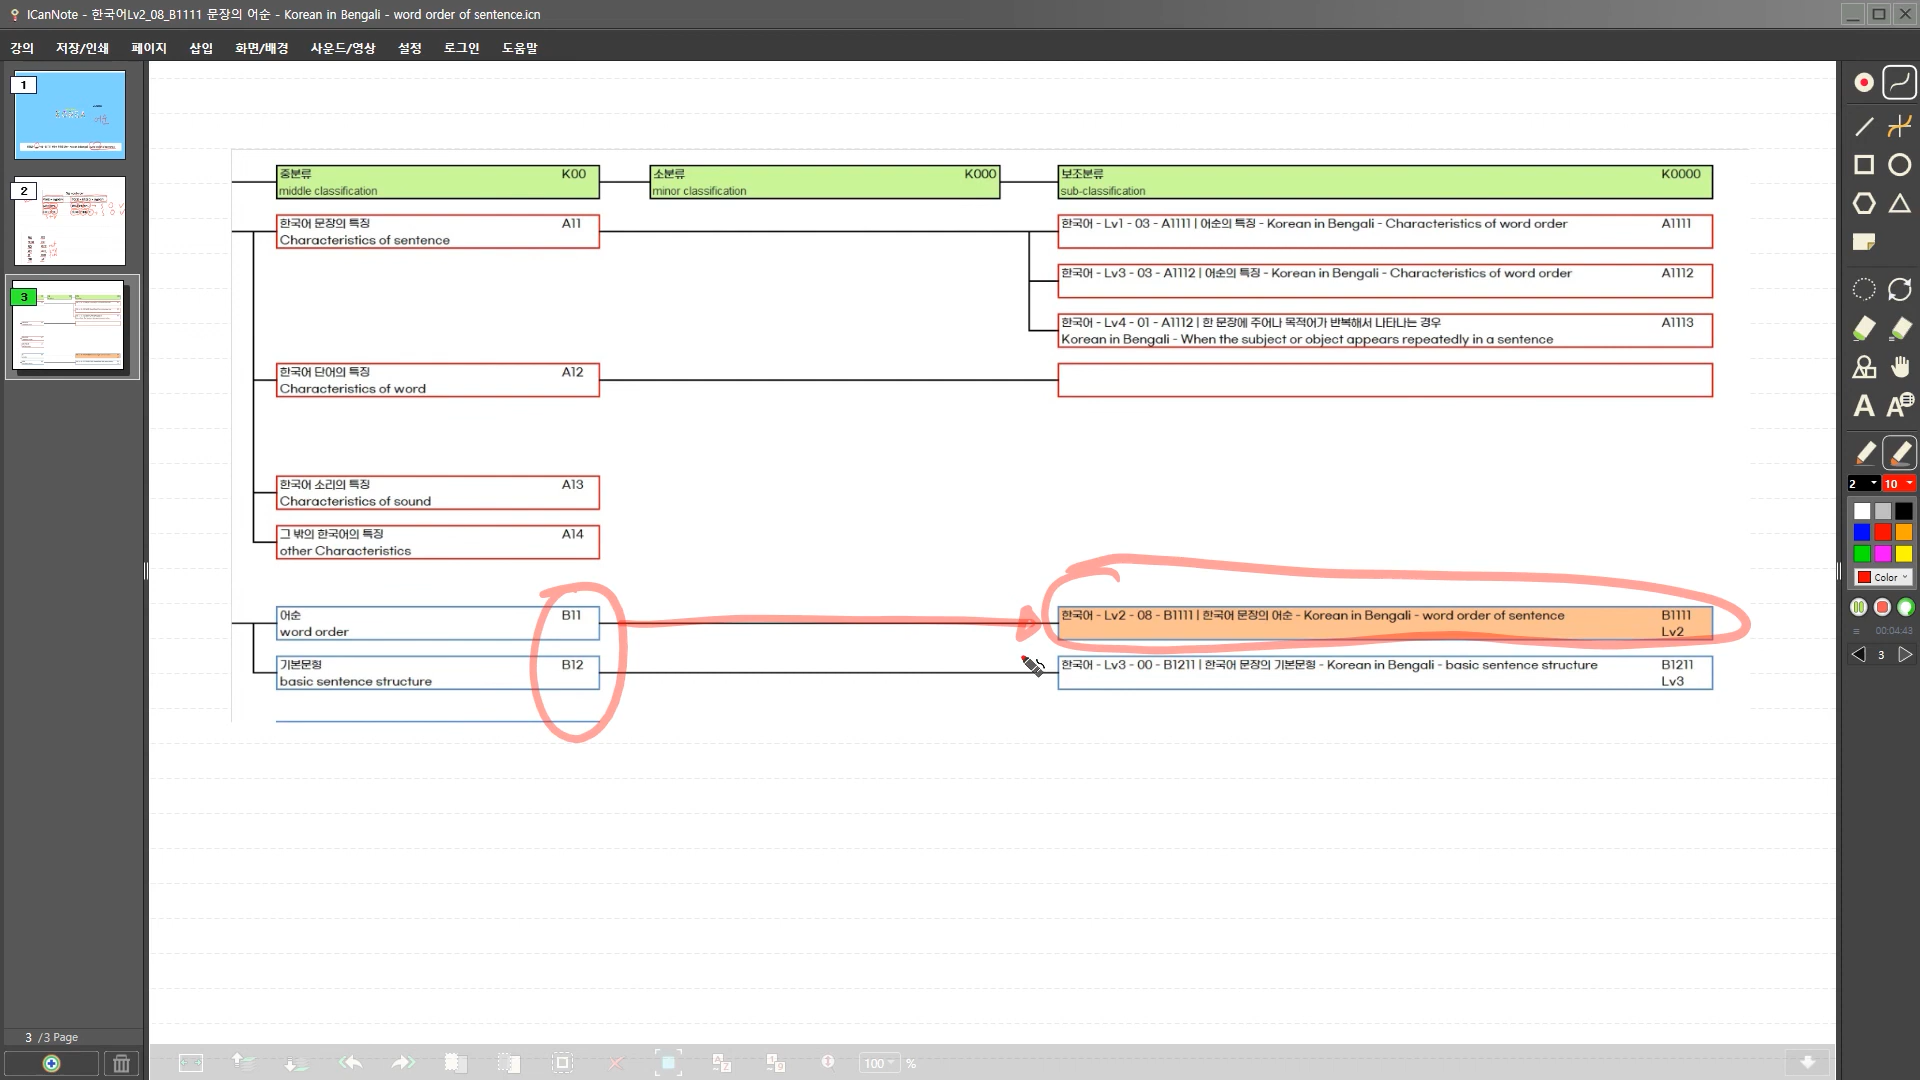 ICanNote - 한국어Lv2_08_B1111 문장의 어순 - Korean in Bengali - word order of sentence.icn
강의 저장/인쇄 페이지 삽입 화면/배경 사운드/영상 설정 로그인 도움말
1
2
3
중분류 K00
middle classification
소분류 K000
minor classification
보조분류 K0000
sub-classification
한국어 문장의 특징 A11
Characteristics of sentence
한국어 - Lv1 - 03 - A1111 | 어순의 특징 - Korean in Bengali - Characteristics of word order A1111
한국어 - Lv3 - 03 - A1112 | 어순의 특징 - Korean in Bengali - Characteristics of word order A1112
한국어 - Lv4 - 01 - A1112 | 한 문장에 주어나 목적어가 반복해서 나타나는 경우 A1113
Korean in Bengali - When the subject or object appears repeatedly in a sentence
한국어 단어의 특징 A12
Characteristics of word
한국어 소리의 특징 A13
Characteristics of sound
그 밖의 한국어의 특징 A14
other Characteristics
어순 B11
word order
한국어 - Lv2 - 08 - B1111 | 한국어 문장의 어순 - Korean in Bengali - word order of sentence B1111
Lv2
기본문형 B12
basic sentence structure
한국어 - Lv3 - 00 - B1211 | 한국어 문장의 기본문형 - Korean in Bengali - basic sentence structure B1211
Lv3
A A
2 10
Color
00:04:43
3
3 /3 Page
100 %